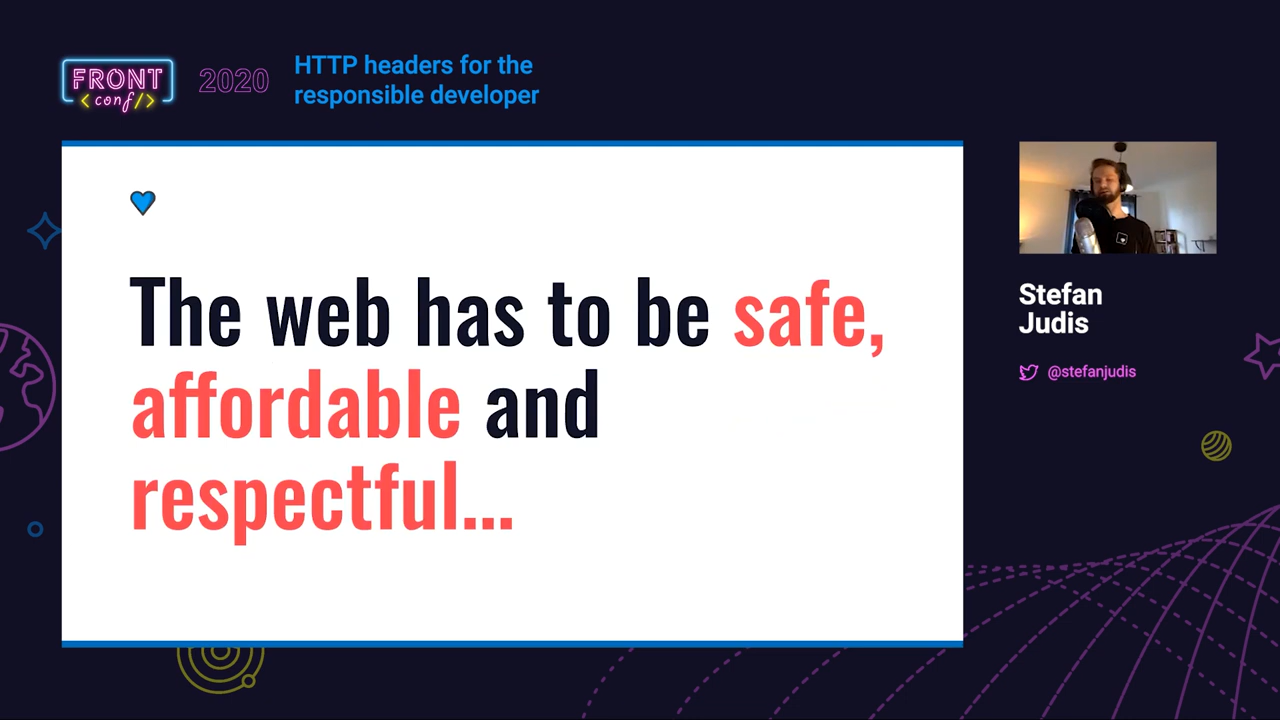 FRONT
<conf/>
2020
HTTP headers for the
responsible developer
The web has to be safe,
affordable and
respectful...
Stefan
Judis
@stefanjudis